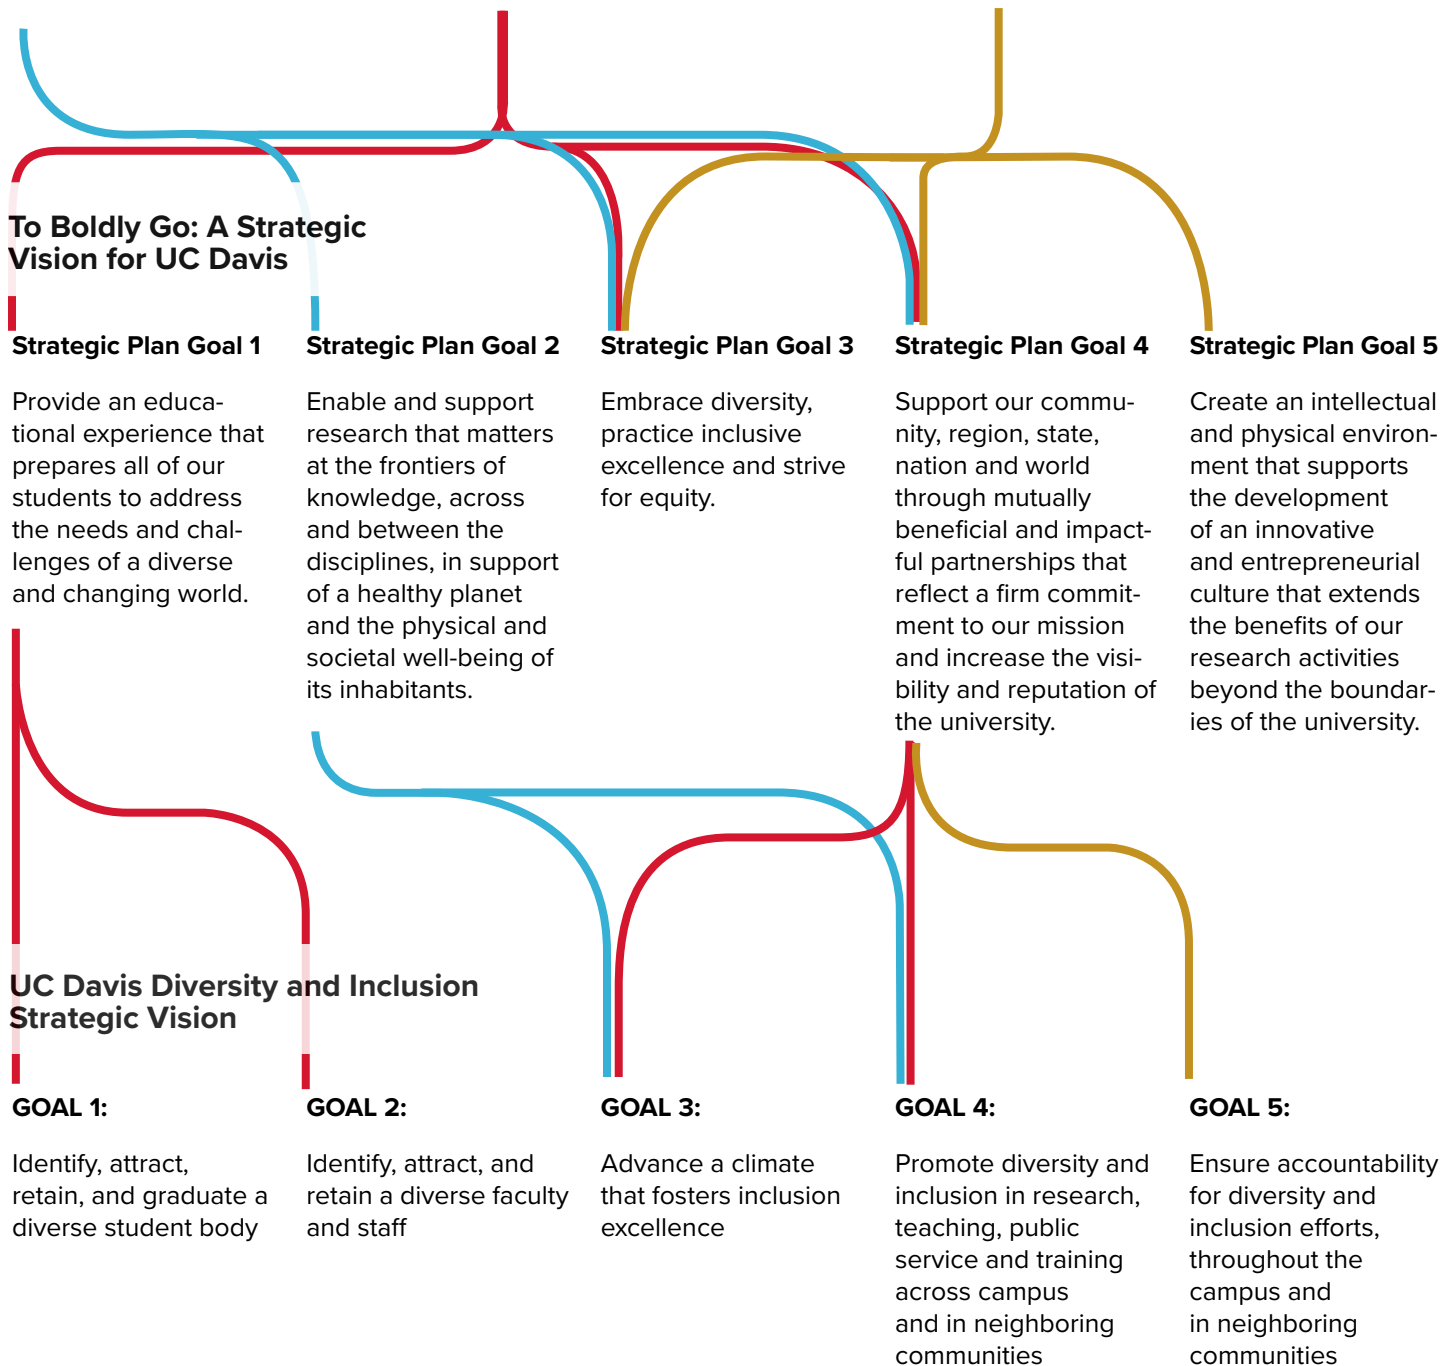 To Boldly Go: A Strategic
Vision for UC Davis
Strategic Plan Goal 1
Provide an educa-
tional experience that
prepares all of our
students to address
the needs and chal-
lenges of a diverse
and changing world.
Strategic Plan Goal 2
Enable and support
research that matters
at the frontiers of
knowledge, across
and between the
disciplines, in support
of a healthy planet
and the physical and
societal well-being of
its inhabitants.
Strategic Plan Goal 3
Embrace diversity,
practice inclusive
excellence and strive
for equity.
Strategic Plan Goal 4
Support our commu-
nity, region, state,
nation and world
through mutually
beneficial and impact-
ful partnerships that
reflect a firm commit-
ment to our mission
and increase the visi-
bility and reputation of
the university.
Strategic Plan Goal 5
Create an intellectual
and physical environ-
ment that supports
the development
of an innovative
and entrepreneurial
culture that extends
the benefits of our
research activities
beyond the boundar-
ies of the university.
UC Davis Diversity and Inclusion
Strategic Vision
GOAL 1:
Identify, attract,
retain, and graduate a
diverse student body
GOAL 2:
Identify, attract, and
retain a diverse faculty
and staff
GOAL 3:
Advance a climate
that fosters inclusion
excellence
GOAL 4:
Promote diversity and
inclusion in research,
teaching, public
service and training
across campus
and in neighboring
communities
GOAL 5:
Ensure accountability
for diversity and
inclusion efforts,
throughout the
campus and
in neighboring
communities